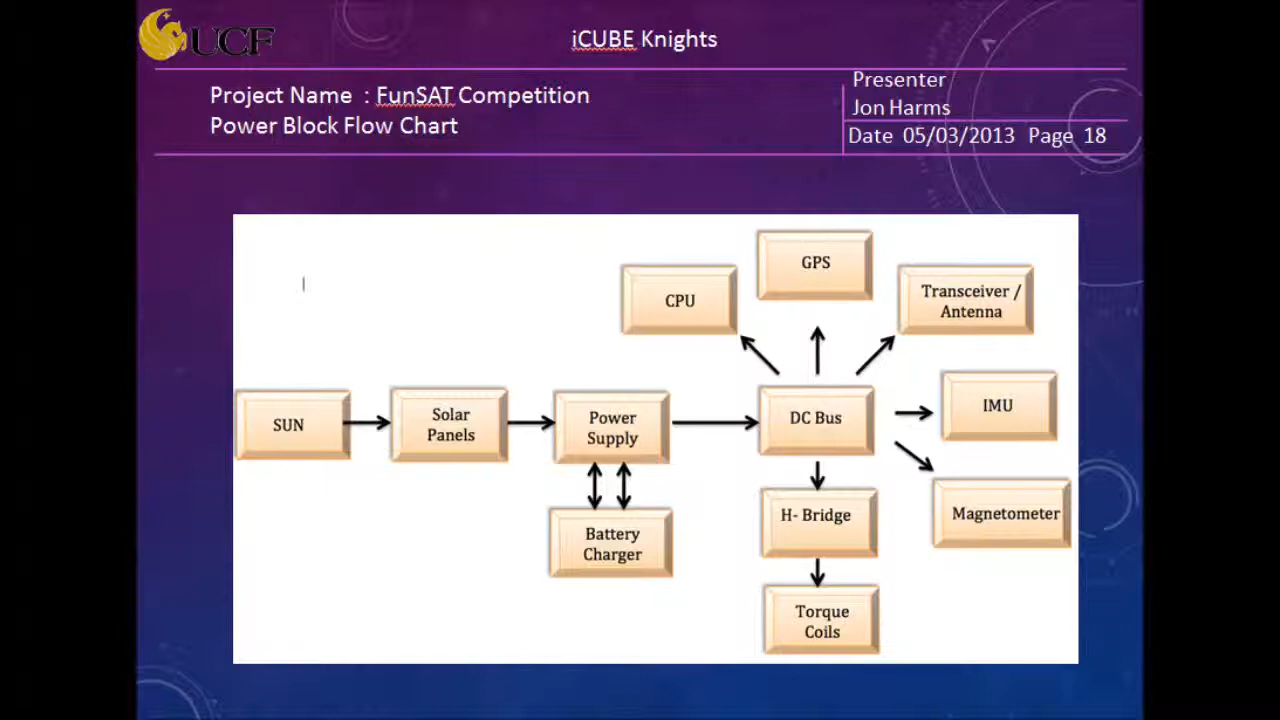 UCF
iCUBE Knights
Project Name : FunSAT Competition
Power Block Flow Chart
Presenter
Jon Harms
Date 05/03/2013 Page 18
GPS
CPU
Transceiver /
Antenna
SUN
Solar
Panels
Power
Supply
DC Bus
IMU
Battery
Charger
H- Bridge
Magnetometer
Torque
Coils